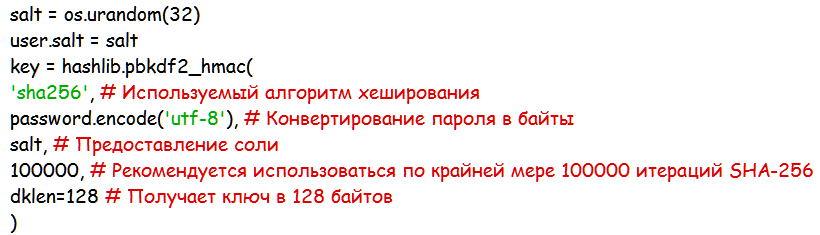 salt = os.urandom(32)
user.salt = salt
key = hashlib.pbkdf2_hmac(
'sha256', # Используемый алгоритм хеширования
password.encode('utf-8'), # Конвертирование пароля в байты
salt, # Предоставление соли
100000, # Рекомендуется использоваться по крайней мере 100000 итераций SHA-256
dklen=128 # Получает ключ в 128 байтов
)